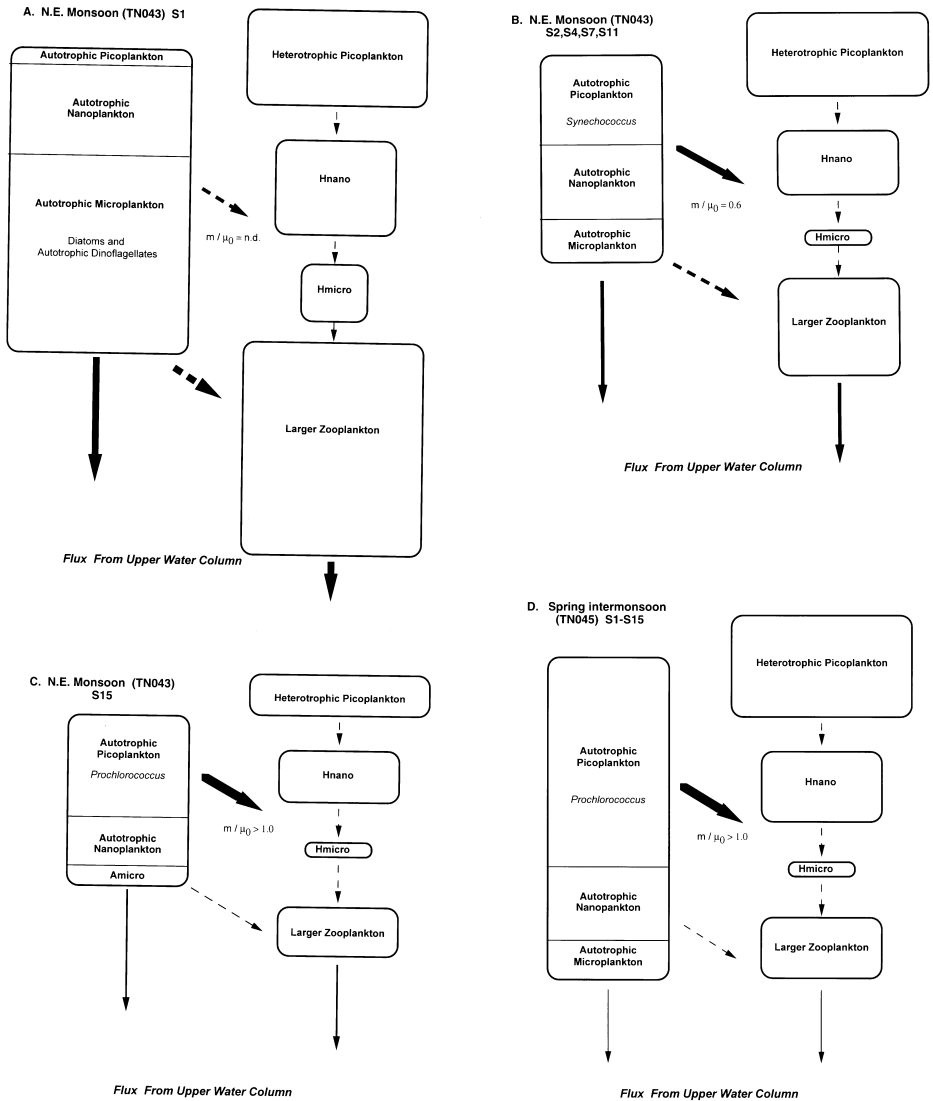 A. N.E. Monsoon (TN043) S1
Autotrophic Picoplankton
Autotrophic
Nanoplankton
Autotrophic Microplankton
Diatoms and
Autotrophic Dinoflagellates
m / μ0 = n.d.
Heterotrophic Picoplankton
Hnano
Hmicro
Larger Zooplankton
Flux From Upper Water Column
B. N.E. Monsoon (TN043)
S2,S4,S7,S11
Autotrophic
Picoplankton
Synechococcus
Autotrophic
Nanoplankton
Autotrophic
Microplankton
m / μ0 = 0.6
Heterotrophic Picoplankton
Hnano
Hmicro
Larger Zooplankton
Flux From Upper Water Column
C. N.E. Monsoon (TN043)
S15
Autotrophic
Picoplankton
Prochlorococcus
Autotrophic
Nanoplankton
Amicro
m / μ0 > 1.0
Heterotrophic Picoplankton
Hnano
Hmicro
Larger Zooplankton
Flux From Upper Water Column
D. Spring intermonsoon
(TN045) S1-S15
Autotrophic
Picoplankton
Prochlorococcus
Autotrophic
Nanopankton
Autotrophic
Microplankton
m / μ0 > 1.0
Heterotrophic Picoplankton
Hnano
Hmicro
Larger Zooplankton
Flux From Upper Water Column